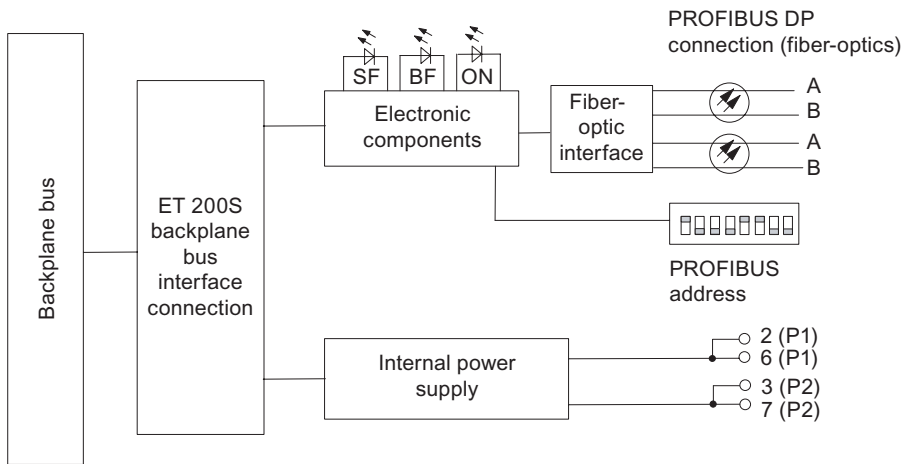 PROFIBUS DP
connection (fiber-optics)
SF BF ON
Electronic
components
Fiber-
optic
interface
A
B
A
B
Backplane bus
ET 200S
backplane
bus
interface
connection
PROFIBUS
address
Internal power
supply
2 (P1)
6 (P1)
3 (P2)
7 (P2)